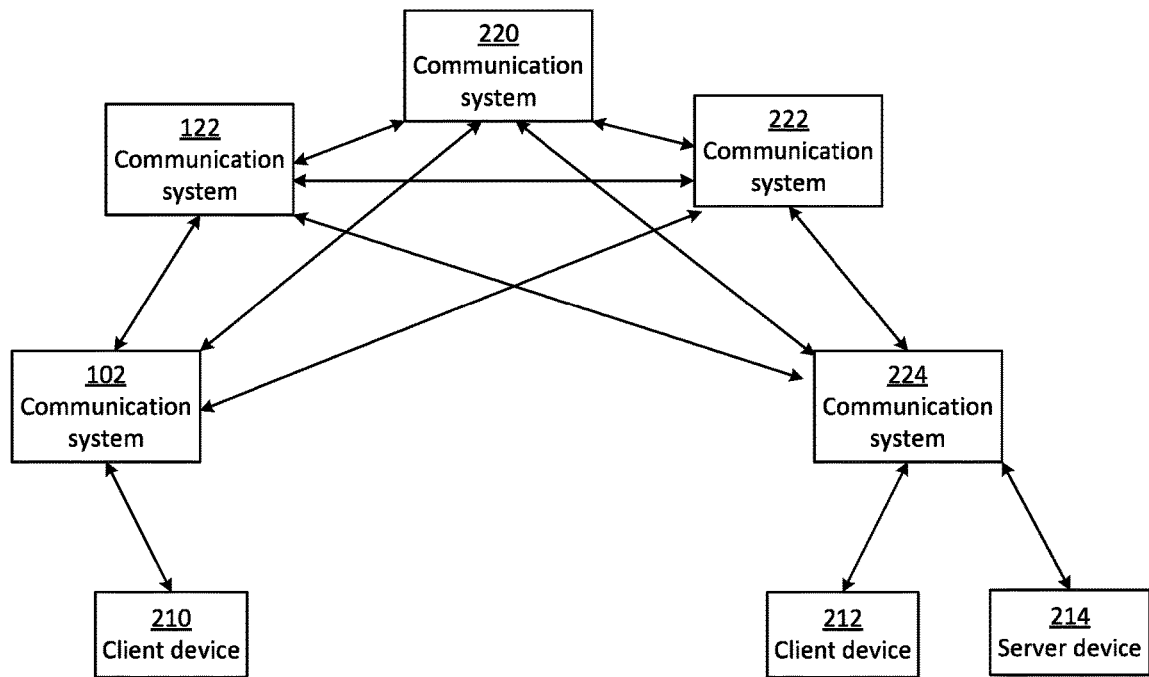 220
Communication
system
122
Communication
system
222
Communication
system
102
Communication
system
224
Communication
system
210
Client device
212
Client device
214
Server device